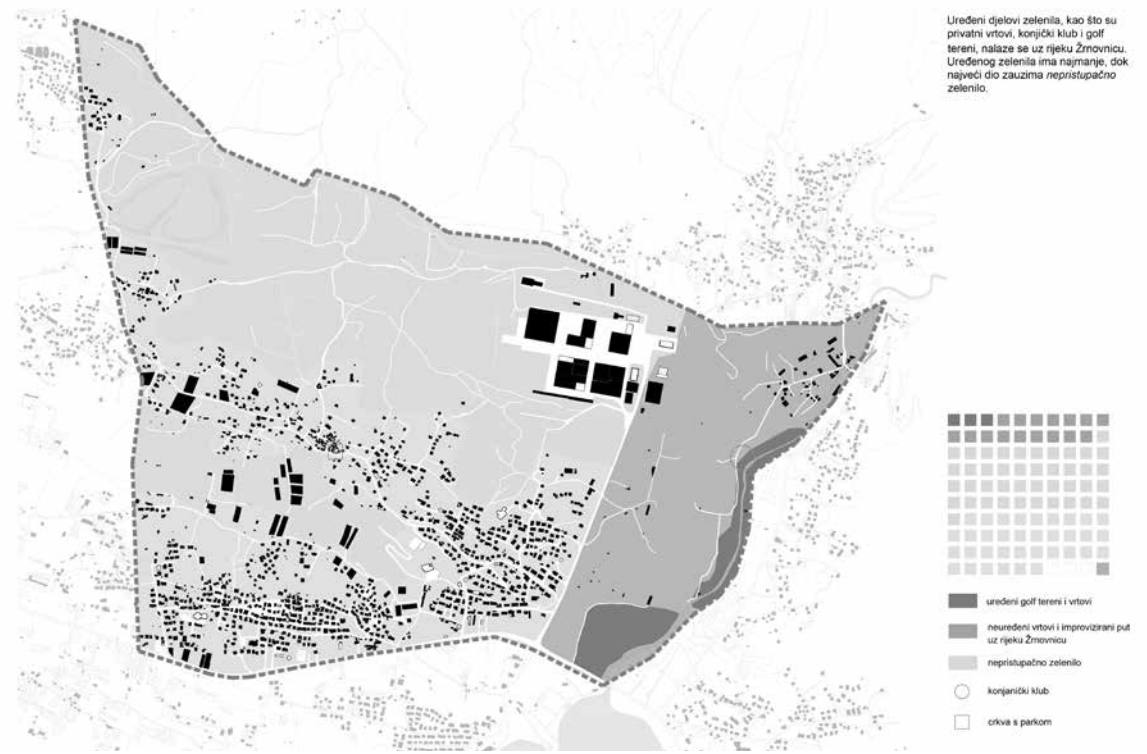 Uređeni djelovi zelenila, kao što su
privatni vrtovi, konjički klub i golf
tereni, nalaze se uz rijeku Žrnovnicu.
Uređenog zelenila ima najmanje, dok
najveći dio zauzima nepristupačno
zelenilo.
uređeni golf tereni i vrtovi
neuređeni vrtovi i improvizirani put
uz rijeku Žrnovnicu
nepristupačno zelenilo
konjanički klub
crkva s parkom